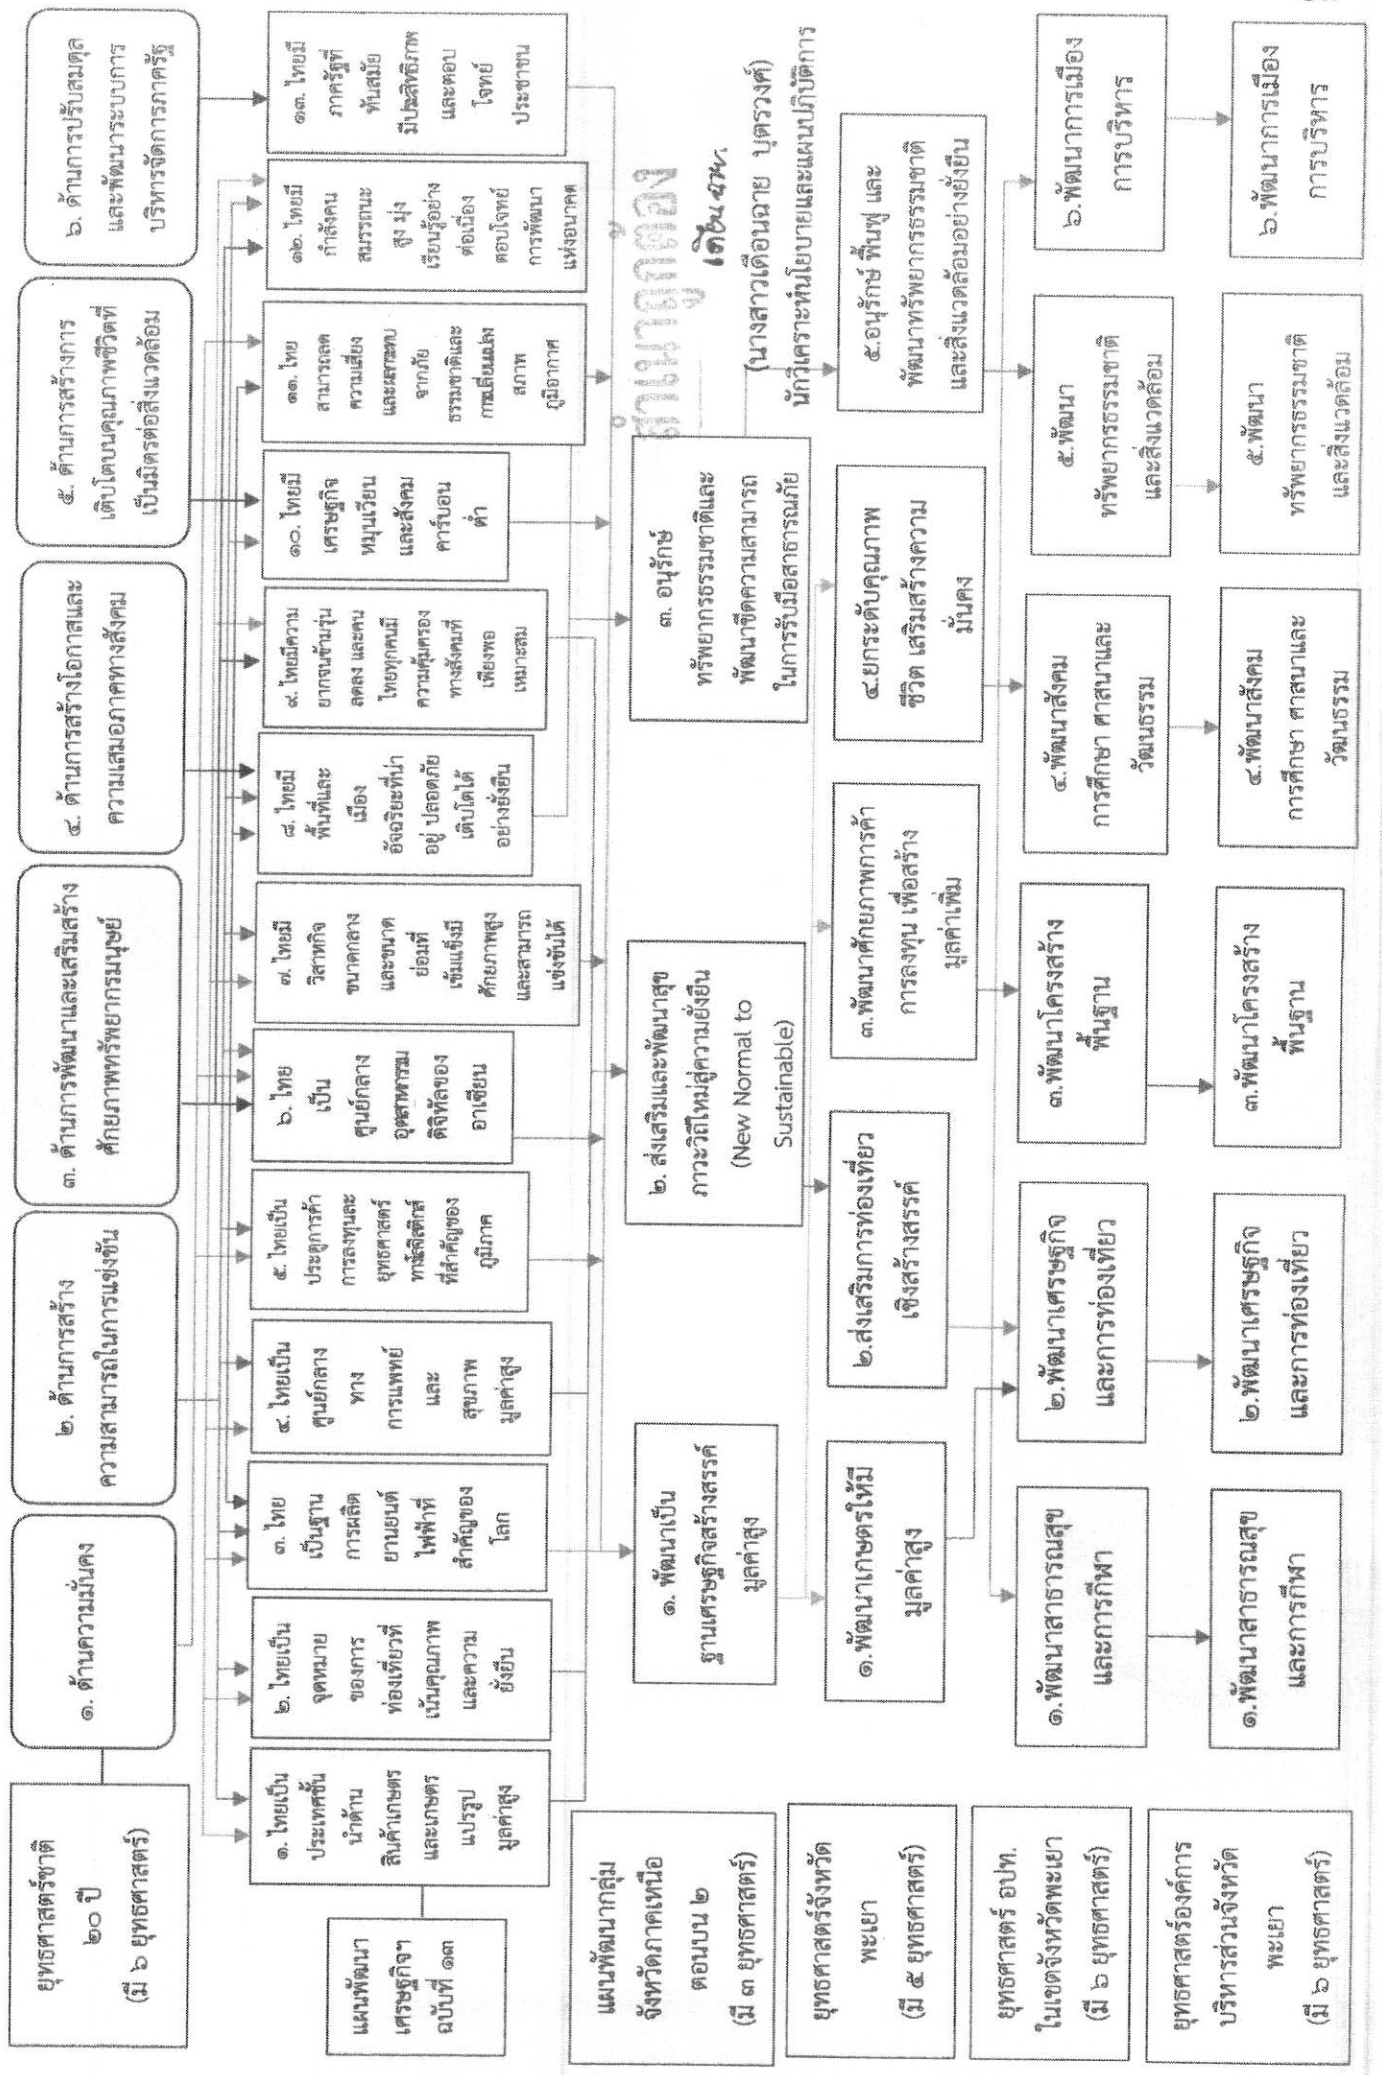 ยุทธศาสตร์ชาติ
๒๐ ปี
(มี ๖ ยุทธศาสตร์)
๑. ด้านความมั่นคง
๒. ด้านการสร้าง
ความสามารถในการแข่งขัน
๓. ด้านการพัฒนาและเสริมสร้าง
ศักยภาพทรัพยากรมนุษย์
๔. ด้านการสร้างโอกาสและ
ความเสมอภาคทางสังคม
๕. ด้านการสร้างการ
เติบโตบนคุณภาพชีวิตที่
เป็นมิตรต่อสิ่งแวดล้อม
๖. ด้านการปรับสมดุล
และพัฒนาระบบการ
บริหารจัดการภาครัฐ
แผนพัฒนา
เศรษฐกิจฯ
ฉบับที่ ๑๓
๑. ไทยเป็น
ประเทศชั้น
นำด้าน
สินค้าเกษตร
และเกษตร
แปรรูป
มูลค่าสูง
๒. ไทยเป็น
จุดหมาย
ของการ
ท่องเที่ยวที่
เน้นคุณภาพ
และความ
ยั่งยืน
๓. ไทย
เป็นฐาน
การผลิต
ยานยนต์
ไฟฟ้าที่
สำคัญของ
โลก
๔. ไทยเป็น
ศูนย์กลาง
ทาง
การแพทย์
และ
สุขภาพ
มูลค่าสูง
๕. ไทยเป็น
ประตูการค้า
การลงทุนละ
ยุทธศาสตร์
ทางโลจิสติกส์
ที่สำคัญของ
ภูมิภาค
๖. ไทย
เป็น
ศูนย์กลาง
อุตสาหกรรม
ดิจิทัลของ
อาเซียน
๗. ไทยมี
วิสาหกิจ
ขนาดกลาง
และขนาด
ย่อมที่
เข้มแข็งมี
ศักยภาพสูง
และสามารถ
แข่งขันได้
๘. ไทยมี
พื้นที่และ
เมือง
อัจฉริยะที่น่า
อยู่ ปลอดภัย
เติบโตได้
อย่างยั่งยืน
๙. ไทยมีความ
ยากจนข้ามรุ่น
ลดลง และคน
ไทยทุกคนมี
ความคุ้มครอง
ทางสังคมที่
เพียงพอ
เหมาะสม
๑๐. ไทยมี
เศรษฐกิจ
หมุนเวียน
และสังคม
คาร์บอน
ต่ำ
๑๑. ไทย
สามารถลด
ความเสี่ยง
และผลกระทบ
จากภัย
ธรรมชาติและ
การเปลี่ยนแปลง
สภาพ
ภูมิอากาศ
๑๒. ไทยมี
กำลังคน
สมรรถนะ
สูง มุ่ง
เรียนรู้อย่าง
ต่อเนื่อง
ตอบโจทย์
การพัฒนา
แห่งอนาคต
๑๓. ไทยมี
ภาครัฐที่
ทันสมัย
มีประสิทธิภาพ
และตอบ
โจทย์
ประชาชน
แผนพัฒนากลุ่ม
จังหวัดภาคเหนือ
ตอนบน ๒
(มี ๓ ยุทธศาสตร์)
๑. พัฒนาเป็น
ฐานเศรษฐกิจสร้างสรรค์
มูลค่าสูง
๒. ส่งเสริมและพัฒนาสุข
ภาวะวิถีใหม่สู่ความยั่งยืน
(New Normal to
Sustainable)
๓. อนุรักษ์
ทรัพยากรธรรมชาติและ
พัฒนาขีดความสามารถ
ในการรับมือสาธารณภัย
สำเนาถูกต้อง
เดือนฉาย
(นางสาวเดือนฉาย บุตรวงศ์)
นักวิเคราะห์นโยบายและแผนปฏิบัติการ
ยุทธศาสตร์จังหวัด
พะเยา
(มี ๕ ยุทธศาสตร์)
๑.พัฒนาเกษตรให้มี
มูลค่าสูง
๒.ส่งเสริมการท่องเที่ยว
เชิงสร้างสรรค์
๓.พัฒนาศักยภาพการค้า
การลงทุน เพื่อสร้าง
มูลค่าเพิ่ม
๔.ยกระดับคุณภาพ
ชีวิต เสริมสร้างความ
มั่นคง
๕.อนุรักษ์ ฟื้นฟู และ
พัฒนาทรัพยากรธรรมชาติ
และสิ่งแวดล้อมอย่างยั่งยืน
ยุทธศาสตร์ อปท.
ในเขตจังหวัดพะเยา
(มี ๖ ยุทธศาสตร์)
๑.พัฒนาสาธารณสุข
และการกีฬา
๒.พัฒนาเศรษฐกิจ
และการท่องเที่ยว
๓.พัฒนาโครงสร้าง
พื้นฐาน
๔.พัฒนาสังคม
การศึกษา ศาสนาและ
วัฒนธรรม
๕.พัฒนา
ทรัพยากรธรรมชาติ
และสิ่งแวดล้อม
๖.พัฒนาการเมือง
การบริหาร
ยุทธศาสตร์องค์การ
บริหารส่วนจังหวัด
พะเยา
(มี ๖ ยุทธศาสตร์)
๑.พัฒนาสาธารณสุข
และการกีฬา
๒.พัฒนาเศรษฐกิจ
และการท่องเที่ยว
๓.พัฒนาโครงสร้าง
พื้นฐาน
๔.พัฒนาสังคม
การศึกษา ศาสนาและ
วัฒนธรรม
๕.พัฒนา
ทรัพยากรธรรมชาติ
และสิ่งแวดล้อม
๖.พัฒนาการเมือง
การบริหาร